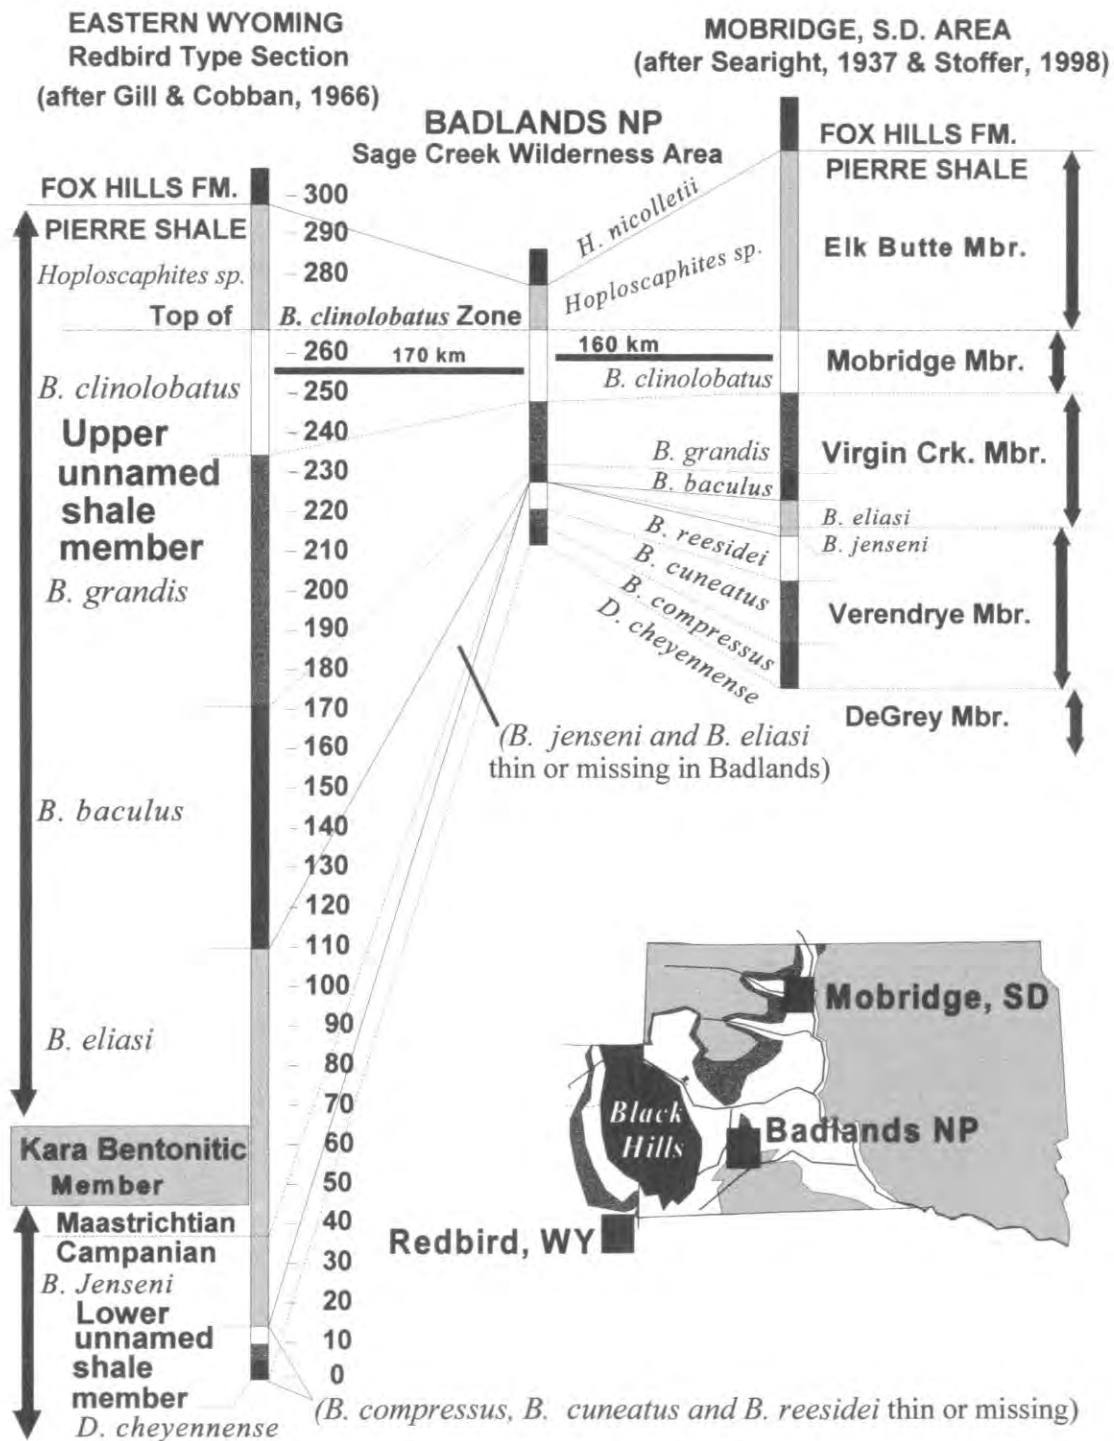 EASTERN WYOMING
Redbird Type Section
(after Gill & Cobban, 1966)
BADLANDS NP
Sage Creek Wilderness Area
MOBRIDGE, S.D. AREA
(after Searight, 1937 & Stoffer, 1998)
FOX HILLS FM.
PIERRE SHALE
Hoploscaphites sp.
Top of
B. clinolobatus Zone
B. clinolobatus
Upper
unnamed
shale
member
B. grandis
B. baculus
B. eliasi
Kara Bentonitic
Member
Maastrichtian
Campanian
B. Jenseni
Lower
unnamed
shale
member
D. cheyennense
300
290
280
260
250
240
230
220
210
200
190
180
170
160
150
140
130
120
110
100
90
80
70
60
50
40
30
20
10
0
170 km
160 km
H. nicolletii
Hoploscaphites sp.
B. clinolobatus
B. grandis
B. baculus
B. eliasi
B. jenseni
B. reesidei
B. cuneatus
B. compressus
D. cheyennense
FOX HILLS FM.
PIERRE SHALE
Elk Butte Mbr.
Mobridge Mbr.
Virgin Crk. Mbr.
Verendrye Mbr.
DeGrey Mbr.
(B. jenseni and B. eliasi
thin or missing in Badlands)
Mobridge, SD
Black
Hills
Badlands NP
Redbird, WY
(B. compressus, B. cuneatus and B. reesidei thin or missing)